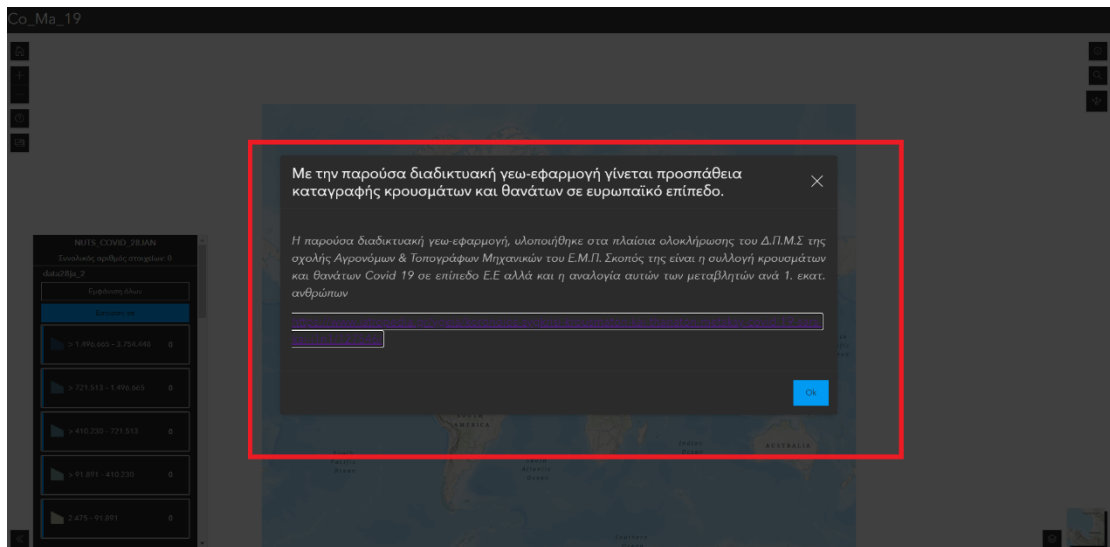 Co_Ma_19
Με την παρούσα διαδικτυακή γεω-εφαρμογή γίνεται προσπάθεια
καταγραφής κρουσμάτων και θανάτων σε ευρωπαϊκό επίπεδο.
Η παρούσα διαδικτυακή γεω-εφαρμογή, υλοποιήθηκε στα πλαίσια ολοκλήρωσης του Δ.Π.Μ.Σ της
σχολής Αγρονόμων & Τοπογράφων Μηχανικών του Ε.Μ.Π. Σκοπός της είναι η συλλογή κρουσμάτων
και θανάτων Covid 19 σε επίπεδο Ε.Ε αλλά και η αναλογία αυτών των μεταβλητών ανά 1. εκατ.
ανθρώπων
Ok
NUTS_COVID_28JAN
Συνολικός αριθμός στοιχείων: 0
data28ja_2
Εμφάνιση όλων
> 1.496.665 - 3.754.448 0
> 721.513 - 1.496.665 0
> 410.230 - 721.513 0
> 91.891 - 410.230 0
2.475 - 91.891 0
AMERICA
AUSTRALIA